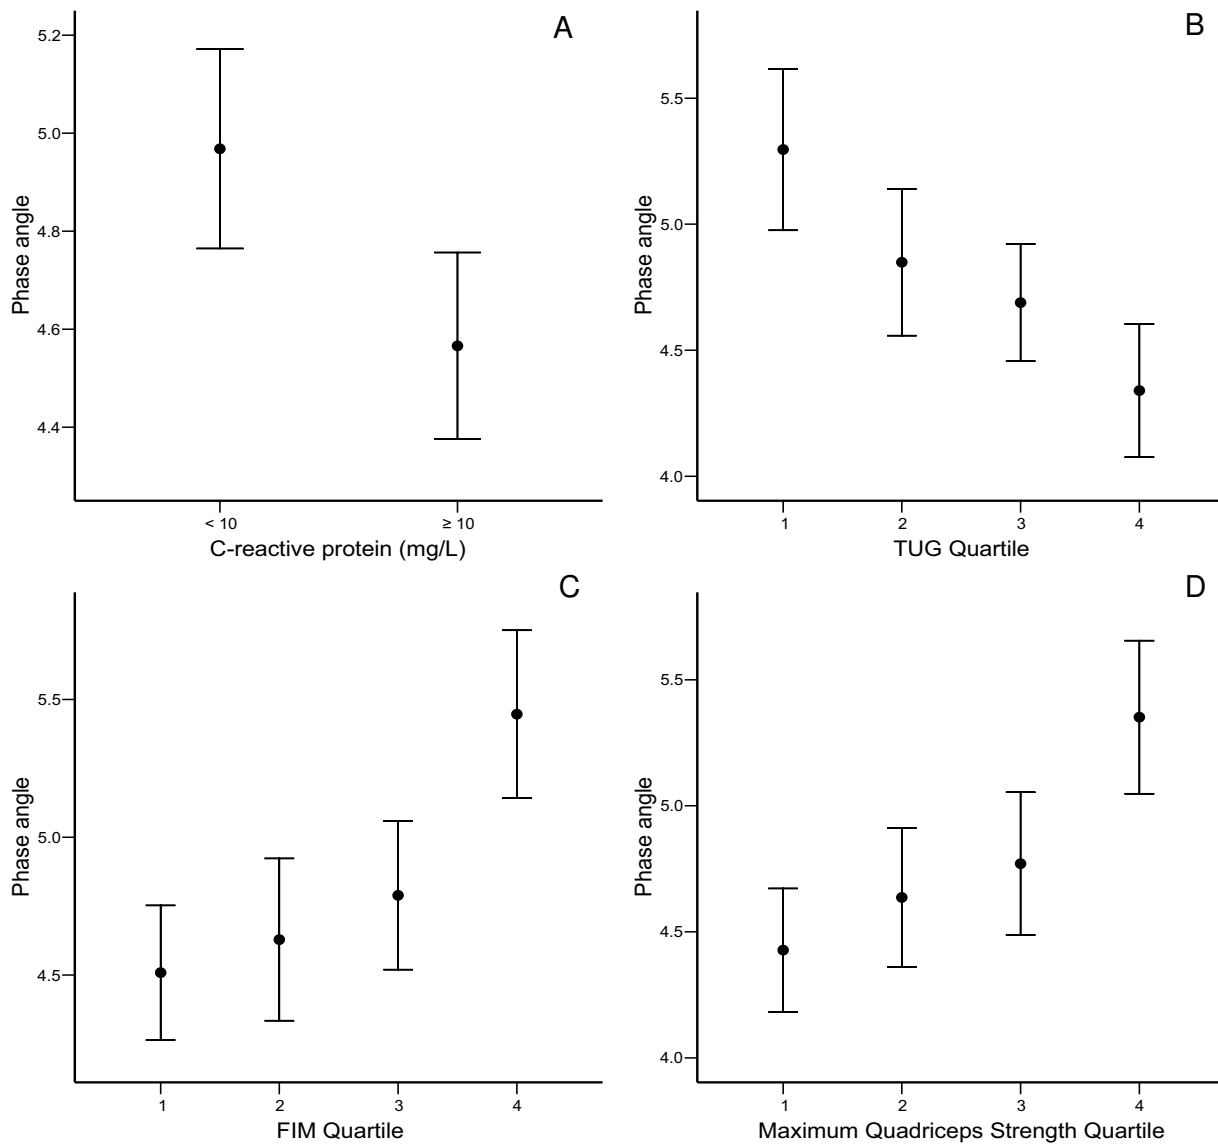 A
5.2
5.0
4.8
4.6
4.4
Phase angle
< 10
≥ 10
C-reactive protein (mg/L)
B
5.5
5.0
4.5
4.0
Phase angle
1
2
3
4
TUG Quartile
C
5.5
5.0
4.5
Phase angle
1
2
3
4
FIM Quartile
D
5.5
5.0
4.5
4.0
Phase angle
1
2
3
4
Maximum Quadriceps Strength Quartile